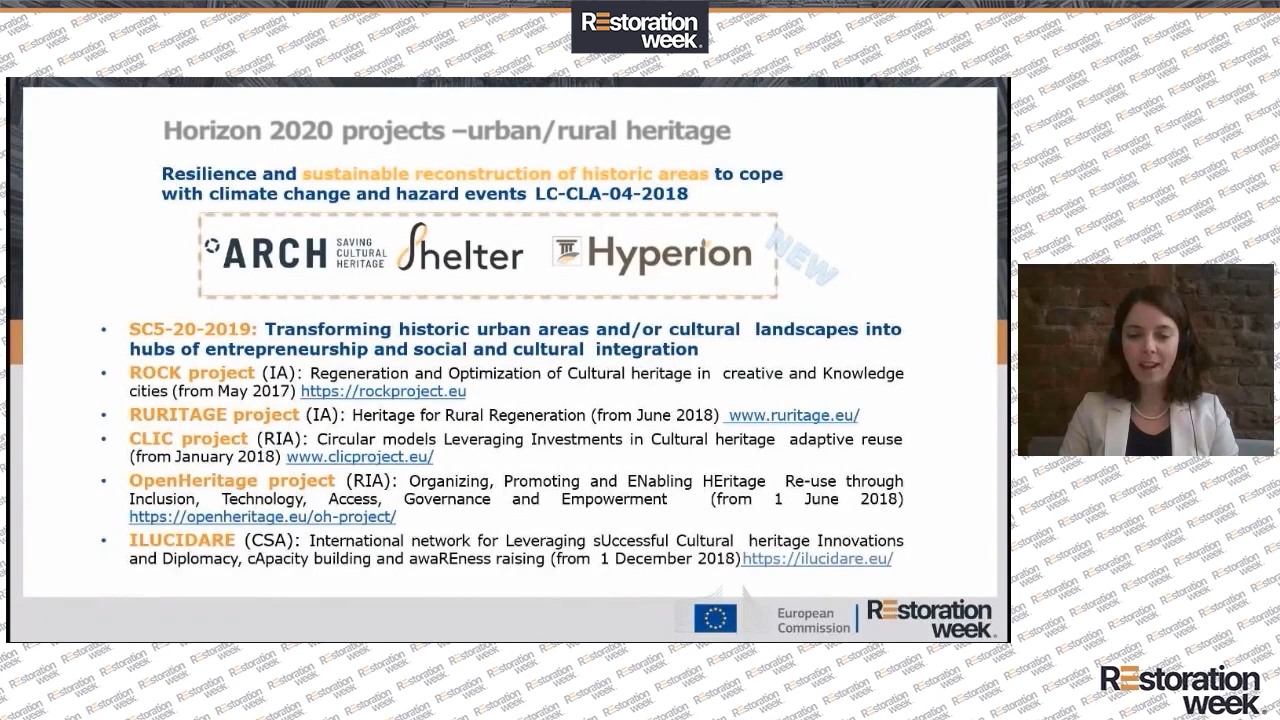 REstoration
week.
Horizon 2020 projects –urban/rural heritage
Resilience and sustainable reconstruction of historic areas to cope
with climate change and hazard events LC-CLA-04-2018
ARCH SAVING CULTURAL HERITAGE Shelter Hyperion NEW
• SC5-20-2019: Transforming historic urban areas and/or cultural landscapes into
hubs of entrepreneurship and social and cultural integration
• ROCK project (IA): Regeneration and Optimization of Cultural heritage in creative and Knowledge
cities (from May 2017) https://rockproject.eu
• RURITAGE project (IA): Heritage for Rural Regeneration (from June 2018) www.ruritage.eu/
• CLIC project (RIA): Circular models Leveraging Investments in Cultural heritage adaptive reuse
(from January 2018) www.clicproject.eu/
• OpenHeritage project (RIA): Organizing, Promoting and ENabling HEritage Re-use through
Inclusion, Technology, Access, Governance and Empowerment (from 1 June 2018)
https://openheritage.eu/oh-project/
• ILUCIDARE (CSA): International network for Leveraging sUccessful Cultural heritage Innovations
and Diplomacy, cApacity building and awaREness raising (from 1 December 2018)https://ilucidare.eu/
European
Commission
REstoration
week.
REstoration
week.